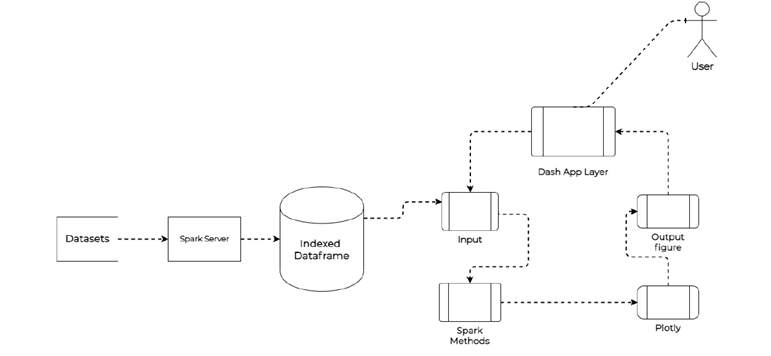 User
Dash App Layer
Datasets
Spark Server
Indexed
Dataframe
Input
Output
figure
Spark
Methods
Plotly